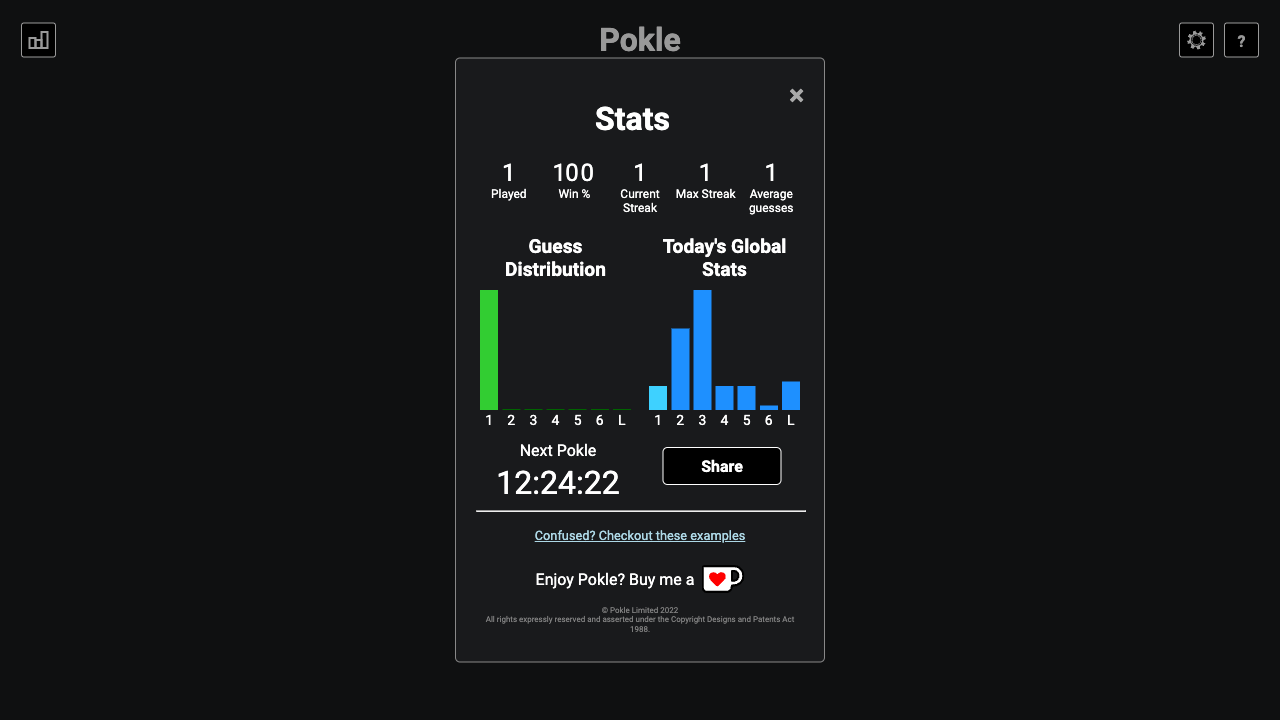 Pokle
?
Stats
1
Played
100
Win %
1
Current
Streak
1
Max Streak
1
Average
guesses
Guess
Distribution
1 2 3 4 5 6 L
Today's Global
Stats
1 2 3 4 5 6 L
Next Pokle
12:24:22
Share
Confused? Checkout these examples
Enjoy Pokle? Buy me a
© Pokle Limited 2022
All rights expressly reserved and asserted under the Copyright Designs and Patents Act
1988.